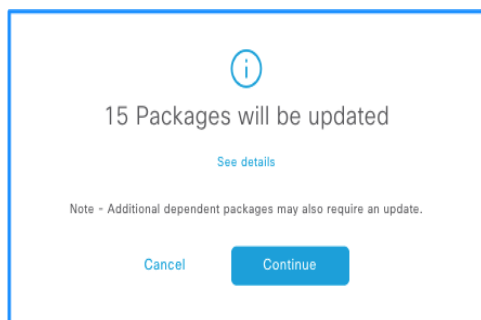 15 Packages will be updated
See details
Note - Additional dependent packages may also require an update.
Cancel
Continue